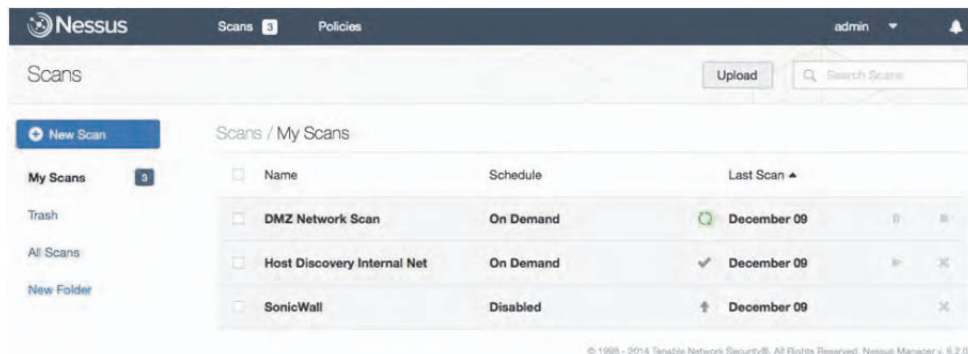 Nessus Scans 3 Policies admin
Scans Upload Search Scans
New Scan
Scans / My Scans
My Scans 3
Name Schedule Last Scan
Trash
DMZ Network Scan On Demand December 09
All Scans
Host Discovery Internal Net On Demand December 09
New Folder
SonicWall Disabled December 09
© 1998 - 2014 Tenable Network Security®. All Rights Reserved. Nessus Manager v. 6.2.0